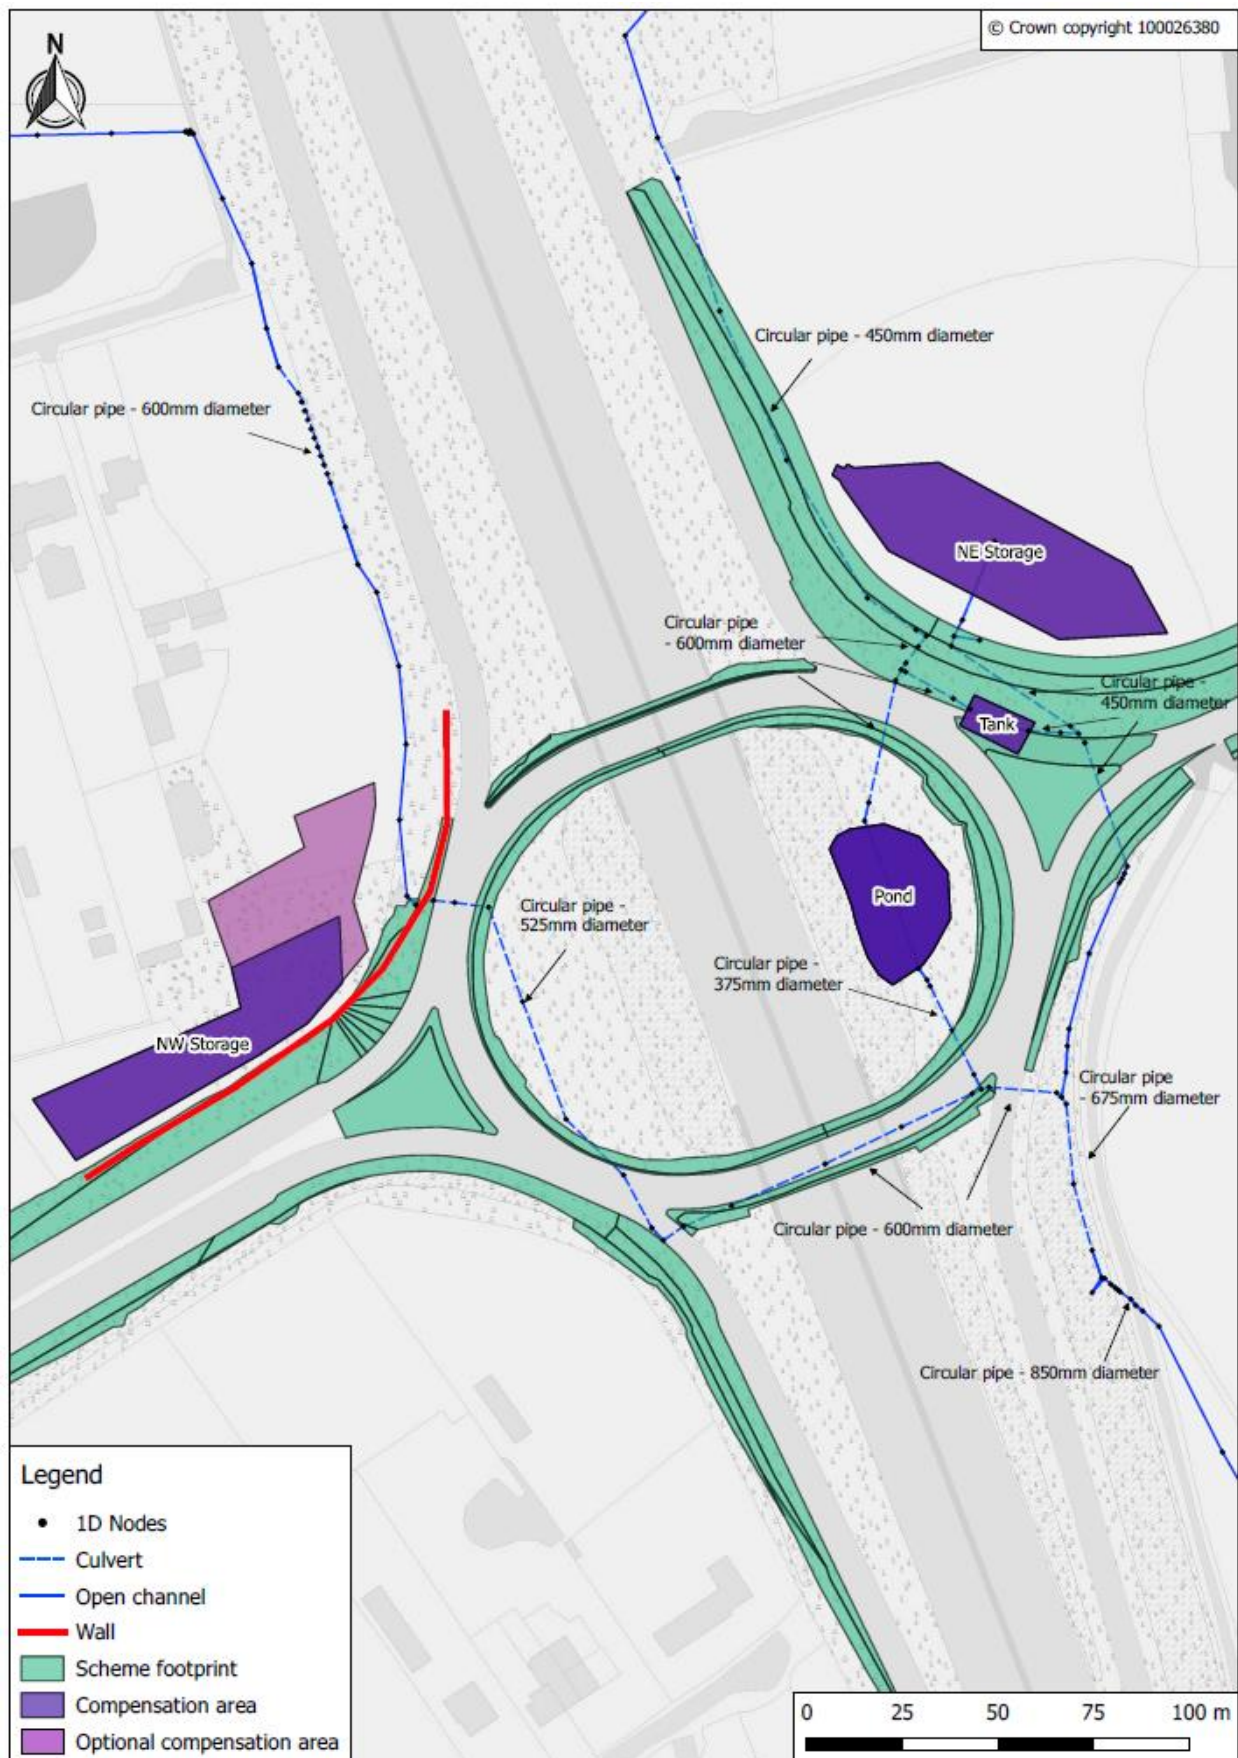 © Crown copyright 100026380
N
Circular pipe - 450mm diameter
Circular pipe - 600mm diameter
NE Storage
Circular pipe
- 600mm diameter
Circular pipe -
450mm diameter
Tank
Pond
Circular pipe -
525mm diameter
Circular pipe -
375mm diameter
NW Storage
Circular pipe
- 675mm diameter
Circular pipe - 600mm diameter
Circular pipe - 850mm diameter
Legend
1D Nodes
Culvert
Open channel
Wall
Scheme footprint
Compensation area
Optional compensation area
0 25 50 75 100 m